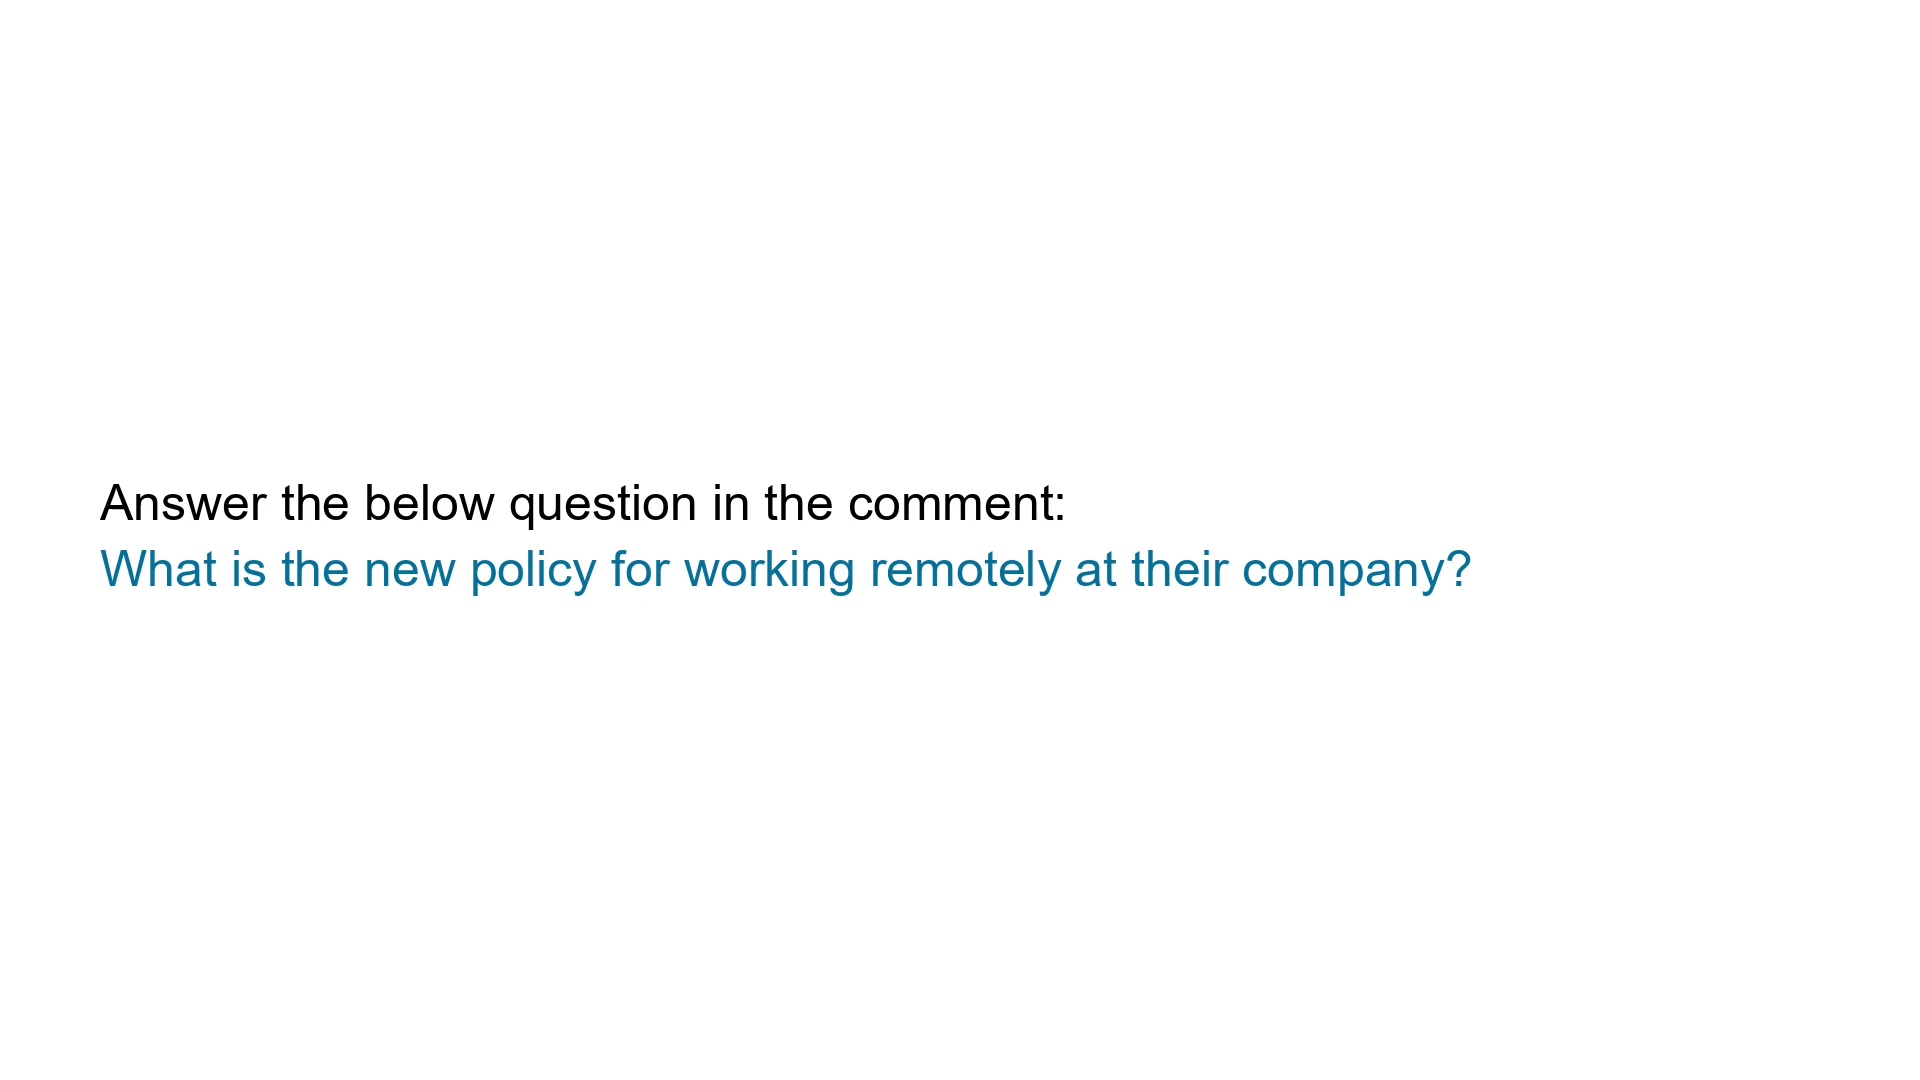 Answer the below question in the comment:
What is the new policy for working remotely at their company?